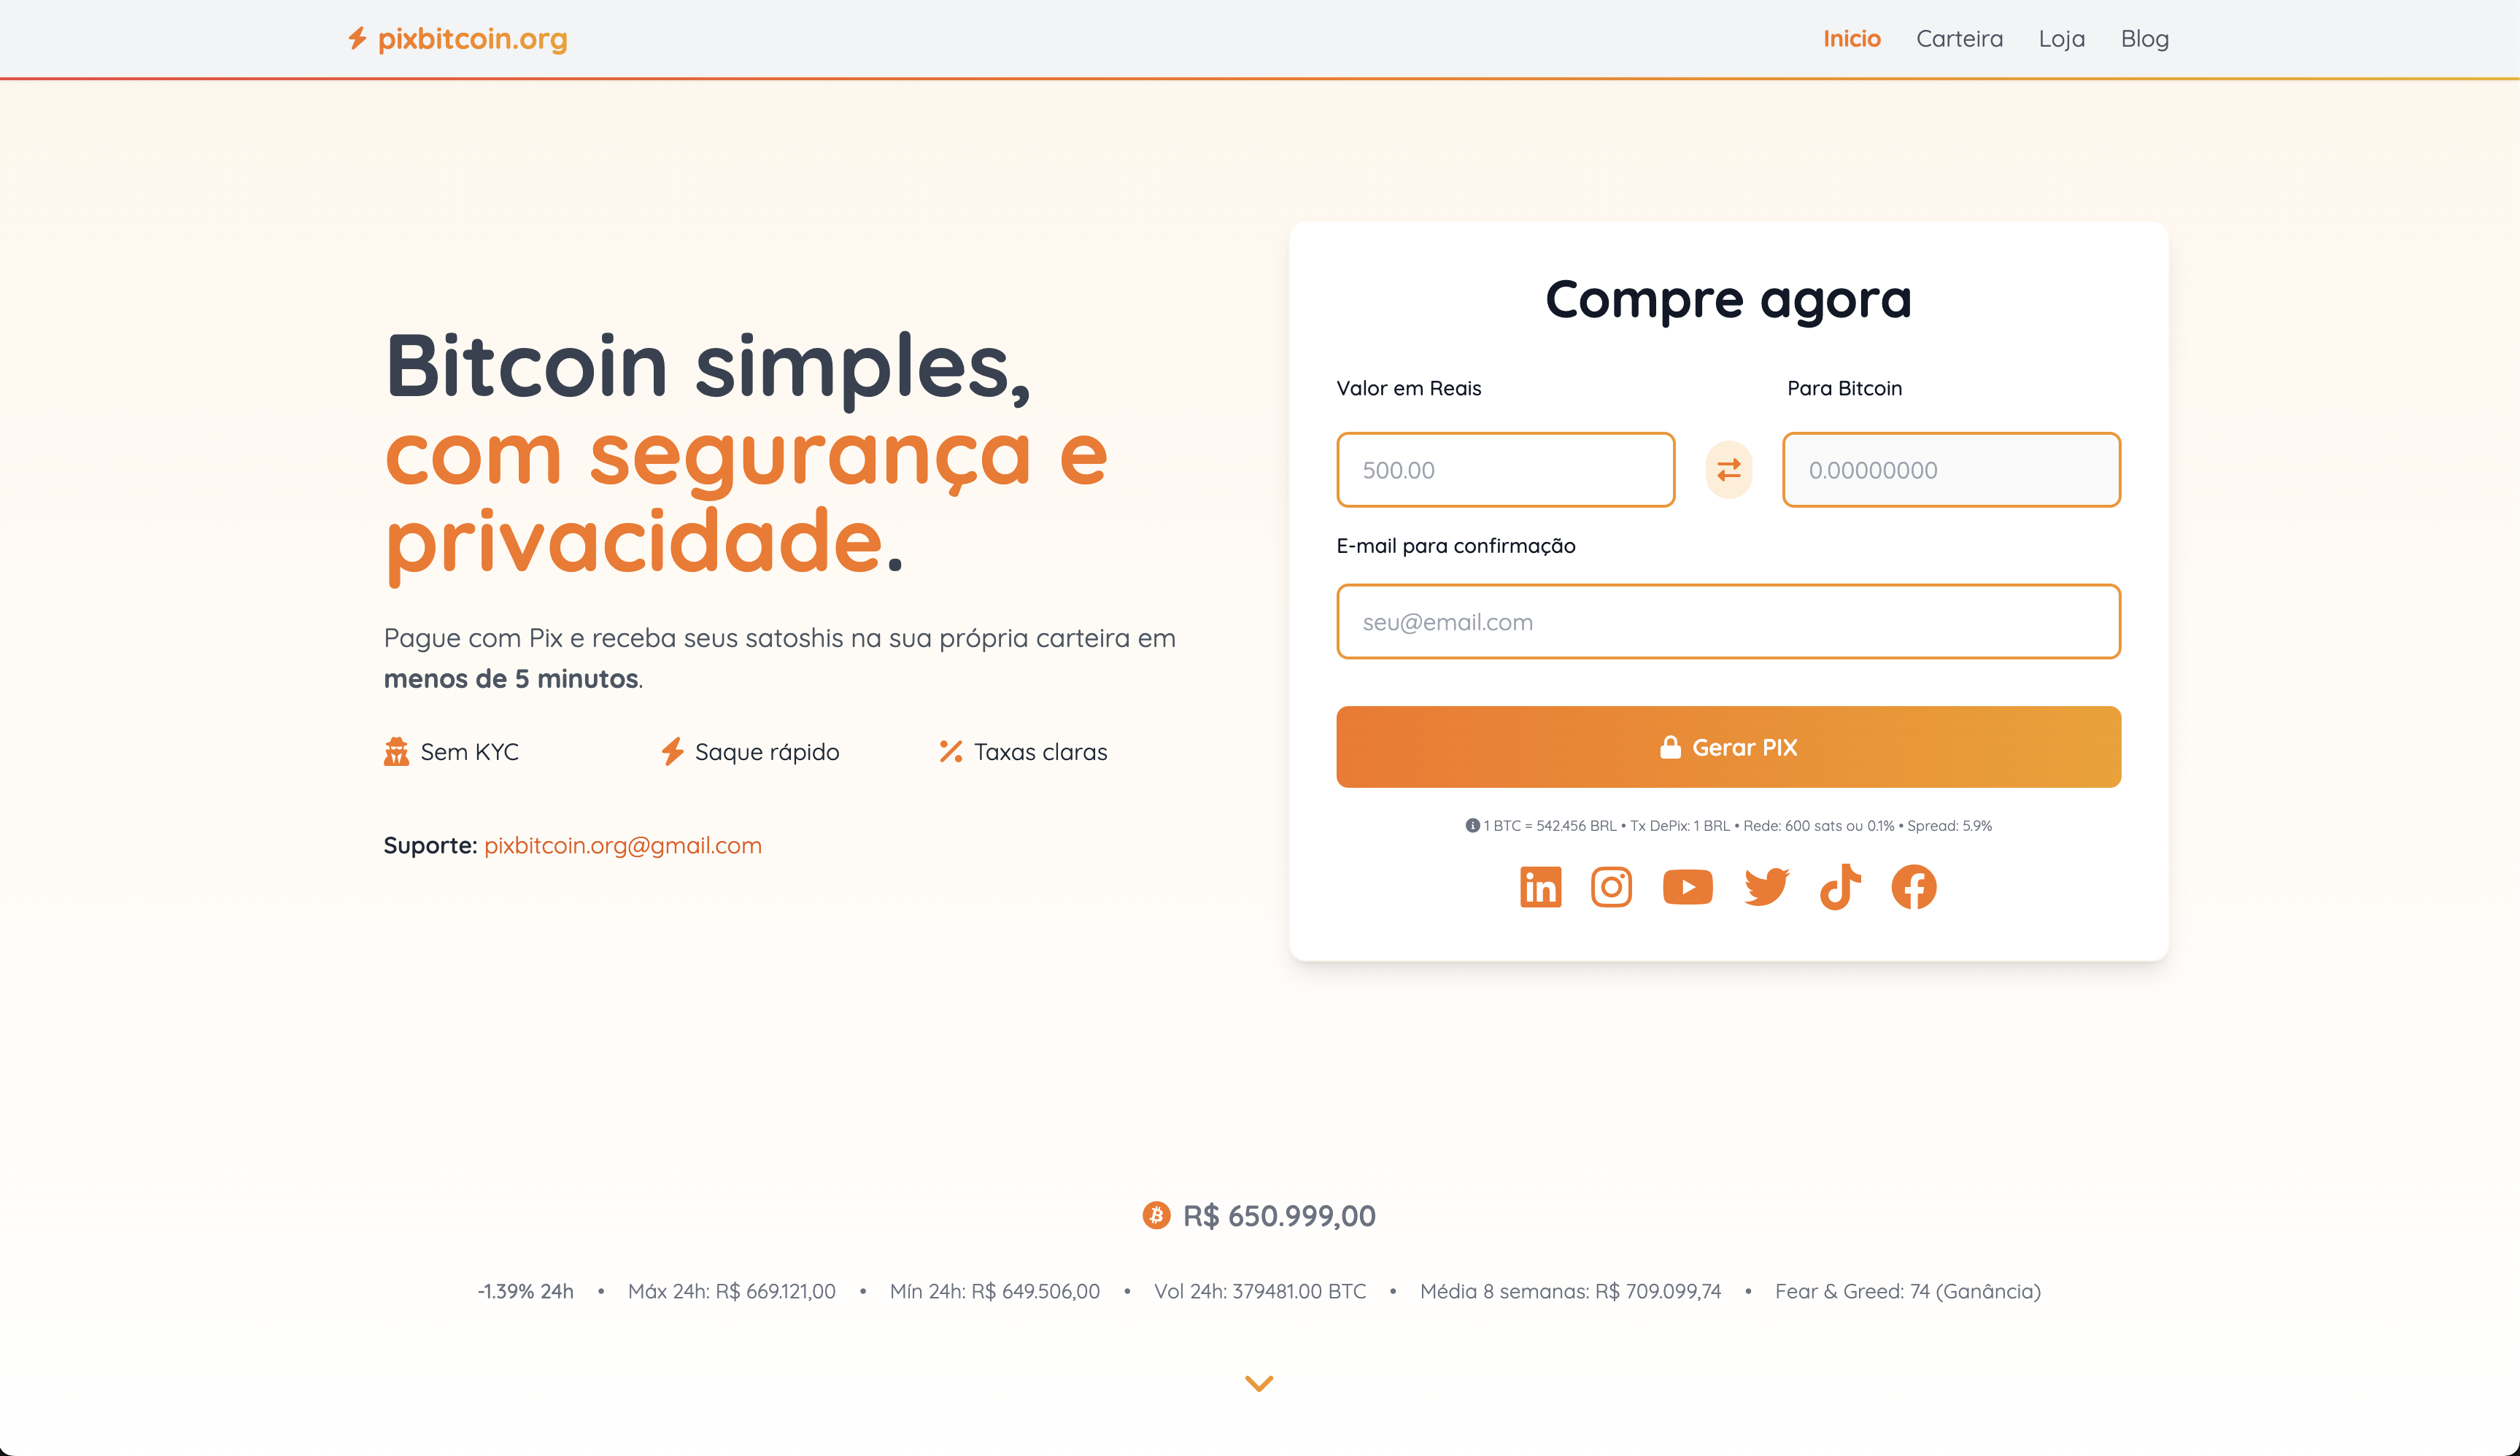 pixbitcoin.org
Inicio Carteira Loja Blog
Bitcoin simples,
com segurança e
privacidade.
Pague com Pix e receba seus satoshis na sua própria carteira em
menos de 5 minutos.
Sem KYC Saque rápido Taxas claras
Suporte: pixbitcoin.org@gmail.com
Compre agora
Valor em Reais Para Bitcoin
500.00 0.00000000
E-mail para confirmação
seu@email.com
Gerar PIX
1 BTC = 542.456 BRL • Tx DePix: 1 BRL • Rede: 600 sats ou 0.1% • Spread: 5.9%
R$ 650.999,00
-1.39% 24h • Máx 24h: R$ 669.121,00 • Mín 24h: R$ 649.506,00 • Vol 24h: 379481.00 BTC • Média 8 semanas: R$ 709.099,74 • Fear & Greed: 74 (Ganância)